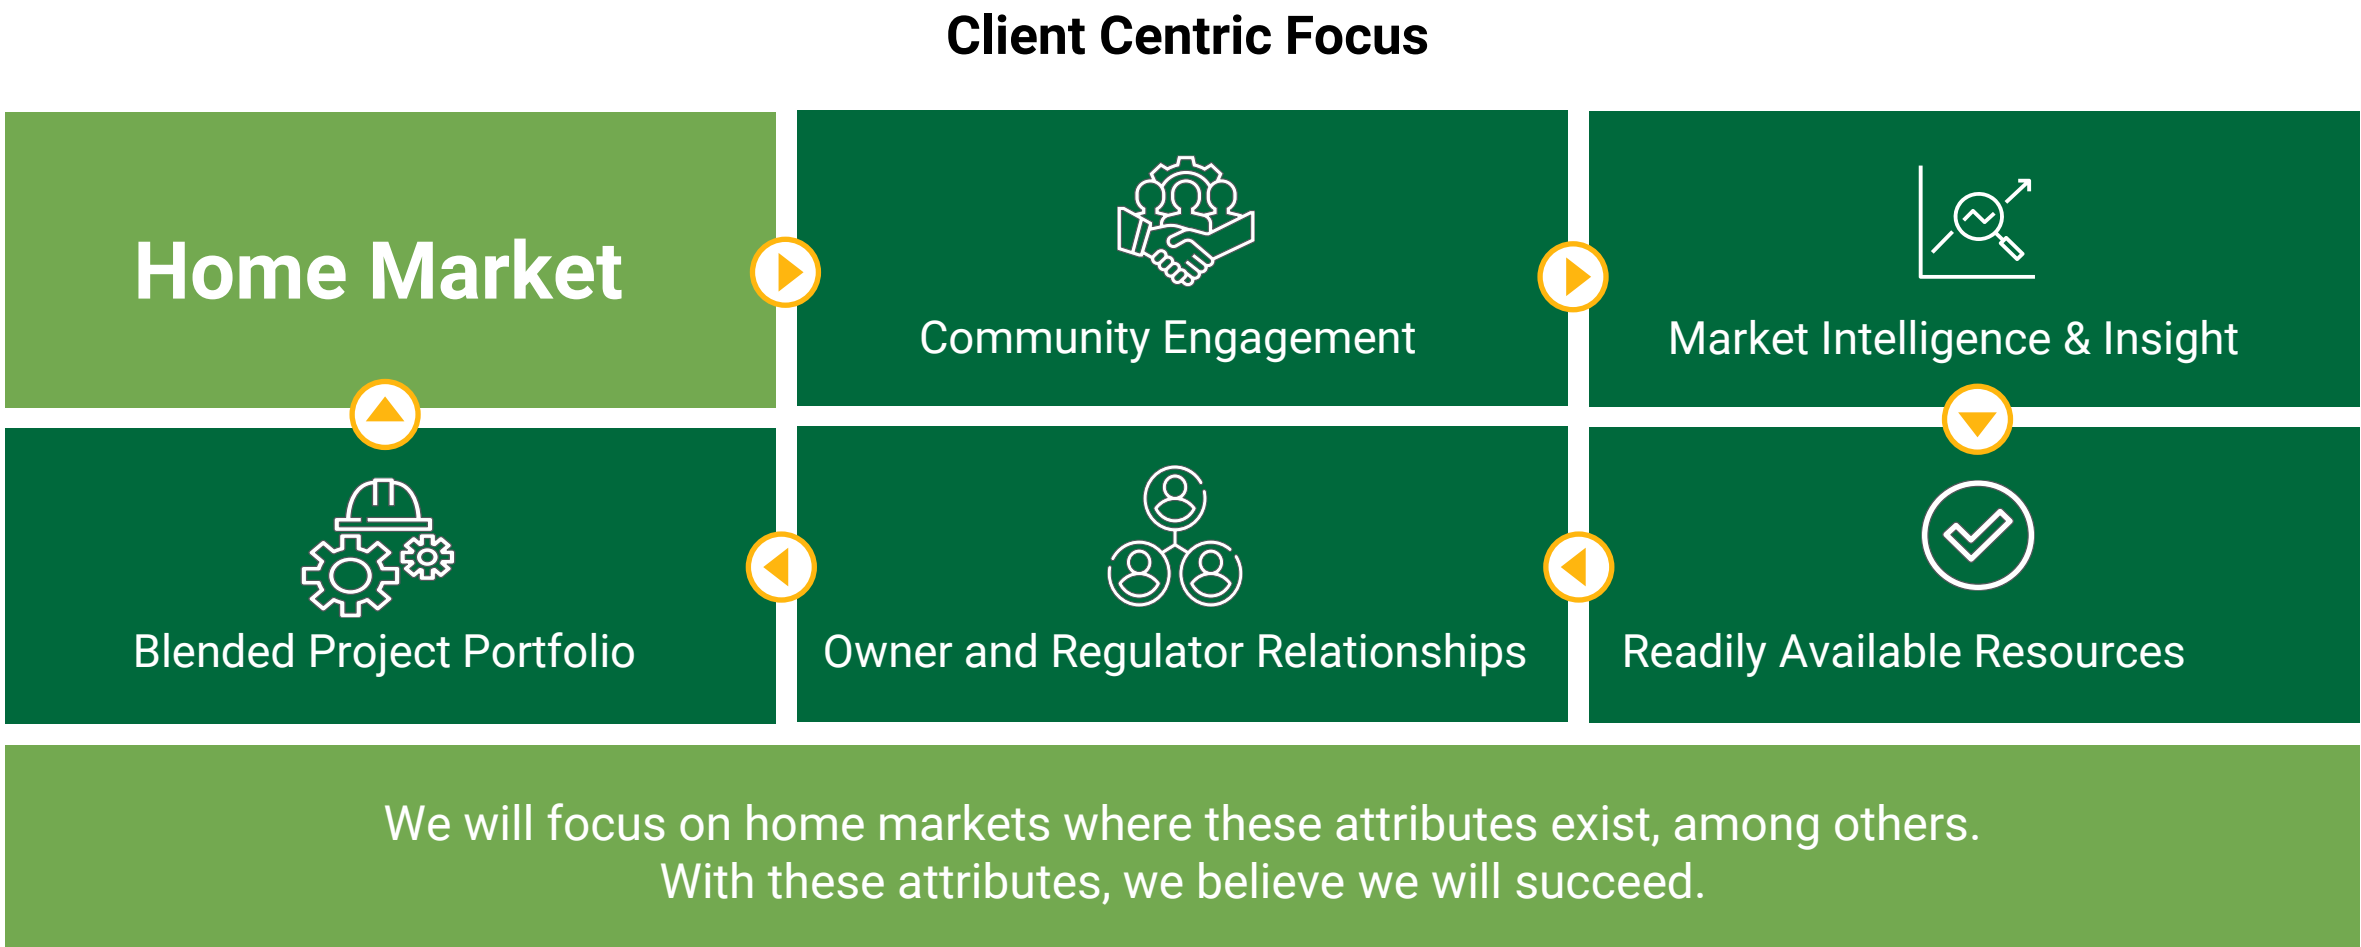 Client Centric Focus
Home Market
Community Engagement
Market Intelligence & Insight
Blended Project Portfolio
Owner and Regulator Relationships
Readily Available Resources
We will focus on home markets where these attributes exist, among others.
With these attributes, we believe we will succeed.